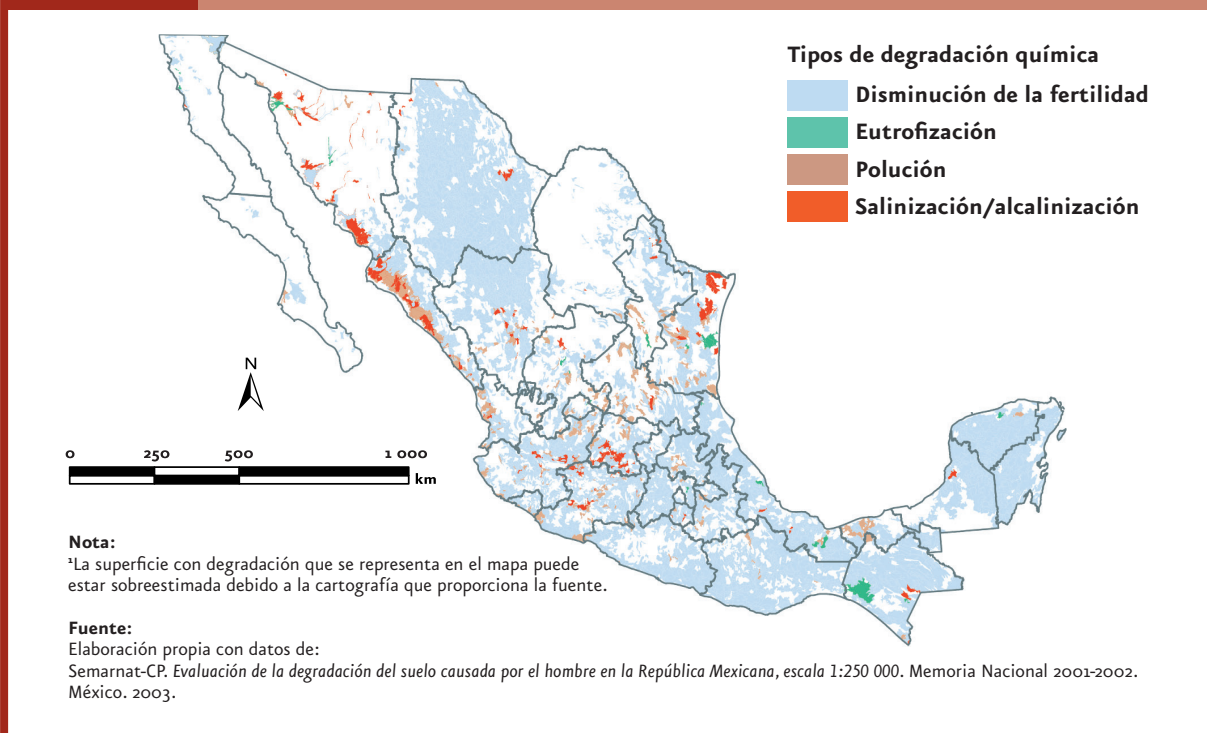 Tipos de degradación química
Disminución de la fertilidad
Eutrofización
Polución
Salinización/alcalinización
N
0 250 500 1 000
km
Nota:
¹La superficie con degradación que se representa en el mapa puede
estar sobreestimada debido a la cartografía que proporciona la fuente.
Fuente:
Elaboración propia con datos de:
Semarnat-CP. Evaluación de la degradación del suelo causada por el hombre en la República Mexicana, escala 1:250 000. Memoria Nacional 2001-2002.
México. 2003.